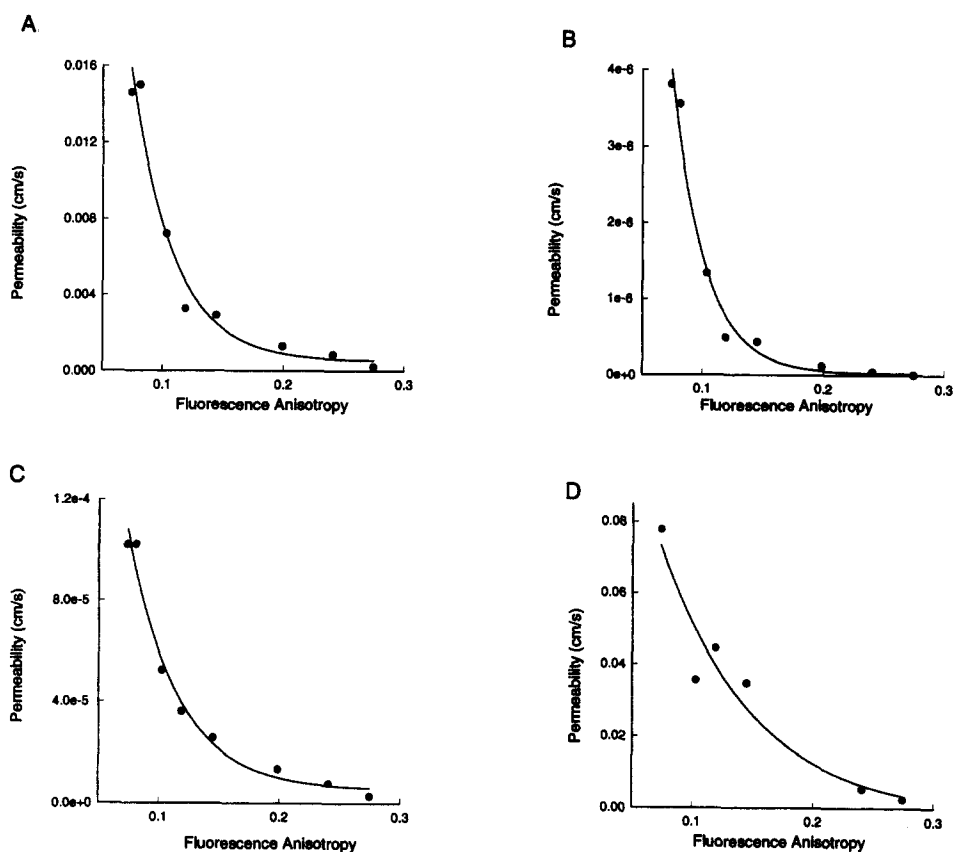 A
Permeability (cm/s)
0.016
0.012
0.008
0.004
0.000
0.1
0.2
0.3
Fluorescence Anisotropy
B
Permeability (cm/s)
4e-6
3e-6
2e-6
1e-6
0e+0
0.1
0.2
0.3
Fluorescence Anisotropy
C
Permeability (cm/s)
1.2e-4
8.0e-5
4.0e-5
0.0e+0
0.1
0.2
0.3
Fluorescence Anisotropy
D
Permeability (cm/s)
0.08
0.06
0.04
0.02
0.00
0.1
0.2
0.3
Fluorescence Anisotropy